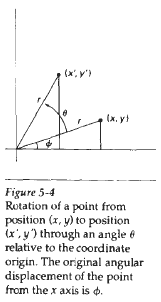 (x′, y′)
r
θ
r
(x, y)
ϕ
Figure 5-4
Rotation of a point from
position (x, y) to position
(x′, y′) through an angle θ
relative to the coordinate
origin. The original angular
displacement of the point
from the x axis is ϕ.